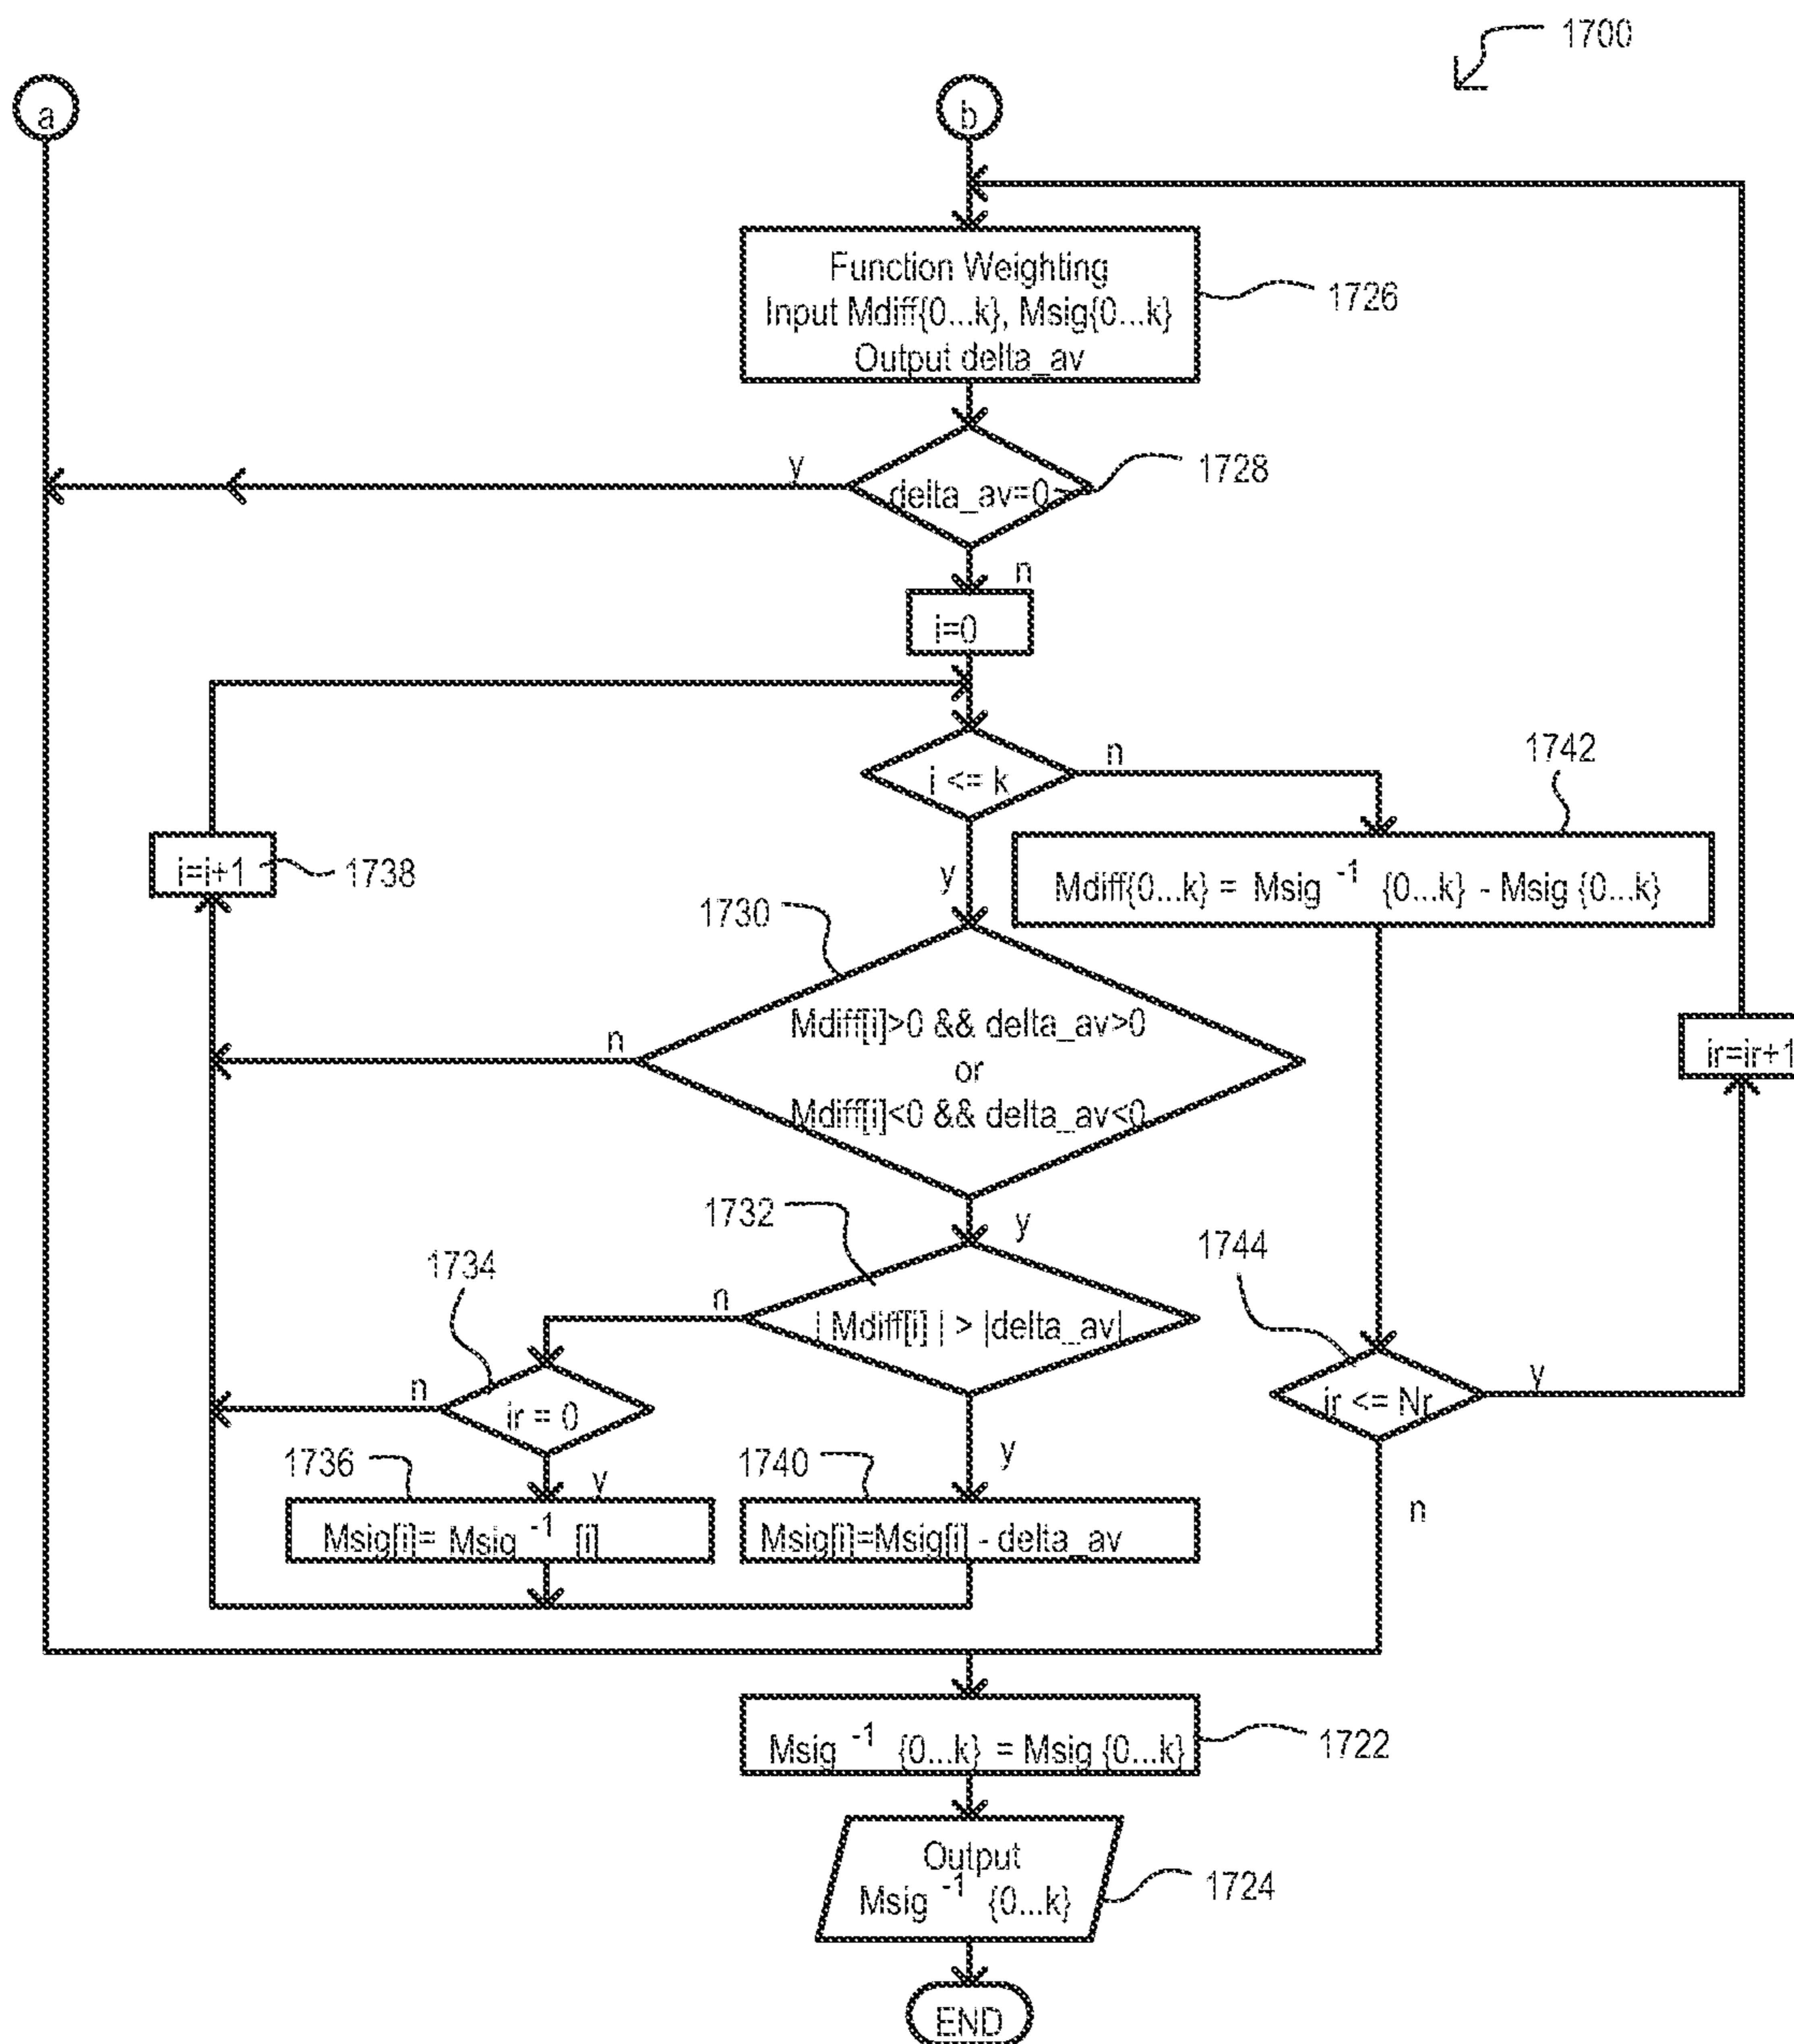 1700
a
b
Function Weighting
Input Mdiff{0...k}, Msig{0...k}
Output delta_av
1726
delta_av=0
1728
y
n
i=0
i <= k
n
y
1742
Mdiff{0...k} = Msig -1 {0...k} - Msig {0...k}
i=i+1
1738
1730
Mdiff[i]>0 && delta_av>0
or
Mdiff[i]<0 && delta_av<0
n
y
ir=ir+1
1732
| Mdiff[i] | > |delta_av|
n
y
1734
ir = 0
n
y
1744
ir <= Nr
y
n
1736
Msig[i]= Msig -1 [i]
1740
Msig[i]=Msig[i] - delta_av
Msig -1 {0...k} = Msig {0...k}
1722
Output
Msig -1 {0...k}
1724
END